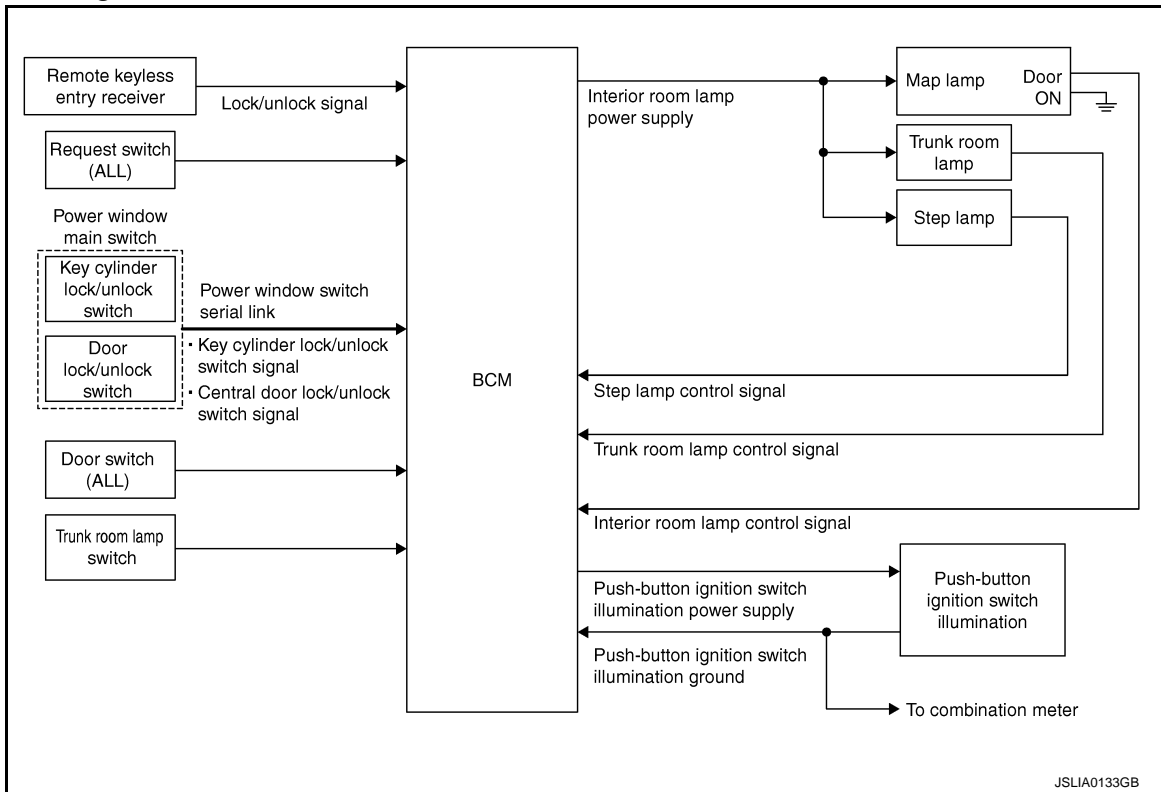 Remote keyless
entry receiver
Lock/unlock signal
Request switch
(ALL)
Power window
main switch
Key cylinder
lock/unlock
switch
Door
lock/unlock
switch
Power window switch
serial link
· Key cylinder lock/unlock
switch signal
· Central door lock/unlock
switch signal
Door switch
(ALL)
Trunk room lamp
switch
BCM
Interior room lamp
power supply
Map lamp
Door
ON
Trunk room
lamp
Step lamp
Step lamp control signal
Trunk room lamp control signal
Interior room lamp control signal
Push-button ignition switch
illumination power supply
Push-button ignition switch
illumination ground
Push-button
ignition switch
illumination
To combination meter
JSLIA0133GB